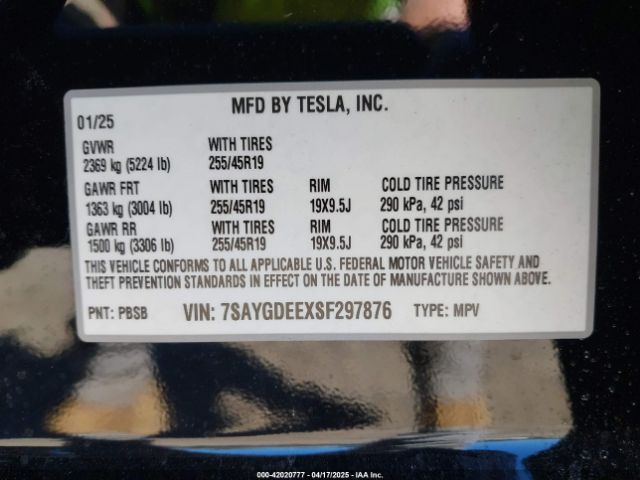 MFD BY TESLA, INC.
01/25
GVWR WITH TIRES
2369 kg (5224 lb) 255/45R19
GAWR FRT WITH TIRES RIM COLD TIRE PRESSURE
1363 kg (3004 lb) 255/45R19 19X9.5J 290 kPa, 42 psi
GAWR RR WITH TIRES RIM COLD TIRE PRESSURE
1500 kg (3306 lb) 255/45R19 19X9.5J 290 kPa, 42 psi
THIS VEHICLE CONFORMS TO ALL APPLICABLE U.S. FEDERAL MOTOR VEHICLE SAFETY AND
THEFT PREVENTION STANDARDS IN EFFECT ON THE DATE OF MANUFACTURE SHOWN ABOVE.
PNT: PBSB VIN: 7SAYGDEEXSF297876 TYPE: MPV
000-42020777 - 04/17/2025 - IAA Inc.